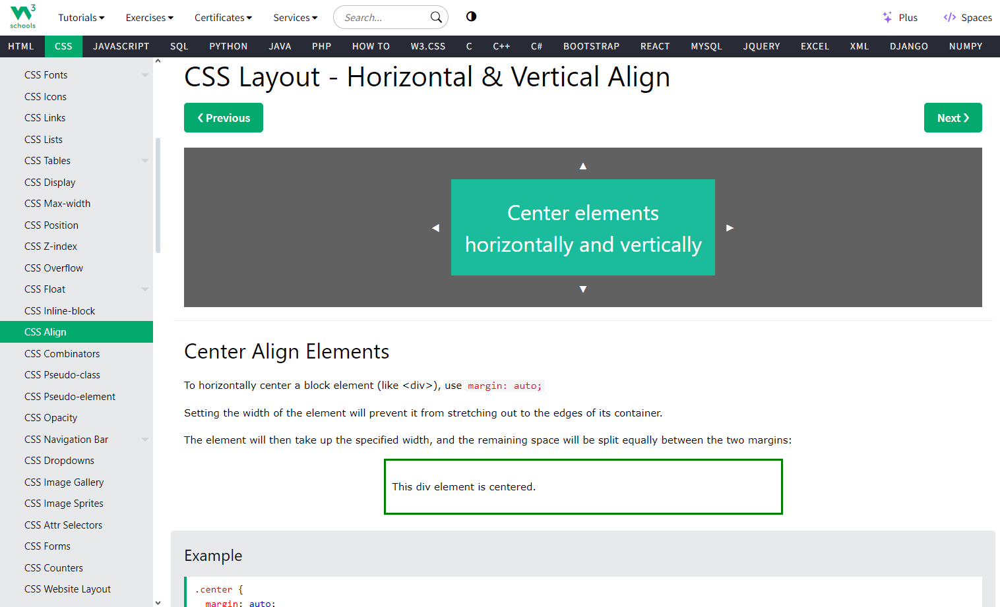 3
schools
Tutorials Exercises Certificates Services Search... Plus </> Spaces
HTML CSS JAVASCRIPT SQL PYTHON JAVA PHP HOW TO W3.CSS C C++ C# BOOTSTRAP REACT MYSQL JQUERY EXCEL XML DJANGO NUMPY
CSS Fonts
CSS Icons
CSS Links
CSS Lists
CSS Tables
CSS Display
CSS Max-width
CSS Position
CSS Z-index
CSS Overflow
CSS Float
CSS Inline-block
CSS Align
CSS Combinators
CSS Pseudo-class
CSS Pseudo-element
CSS Opacity
CSS Navigation Bar
CSS Dropdowns
CSS Image Gallery
CSS Image Sprites
CSS Attr Selectors
CSS Forms
CSS Counters
CSS Website Layout
CSS Layout - Horizontal & Vertical Align
❮ Previous
Next ❯
Center elements
horizontally and vertically
Center Align Elements
To horizontally center a block element (like <div>), use margin: auto;
Setting the width of the element will prevent it from stretching out to the edges of its container.
The element will then take up the specified width, and the remaining space will be split equally between the two margins:
This div element is centered.
Example
.center {
margin: auto;